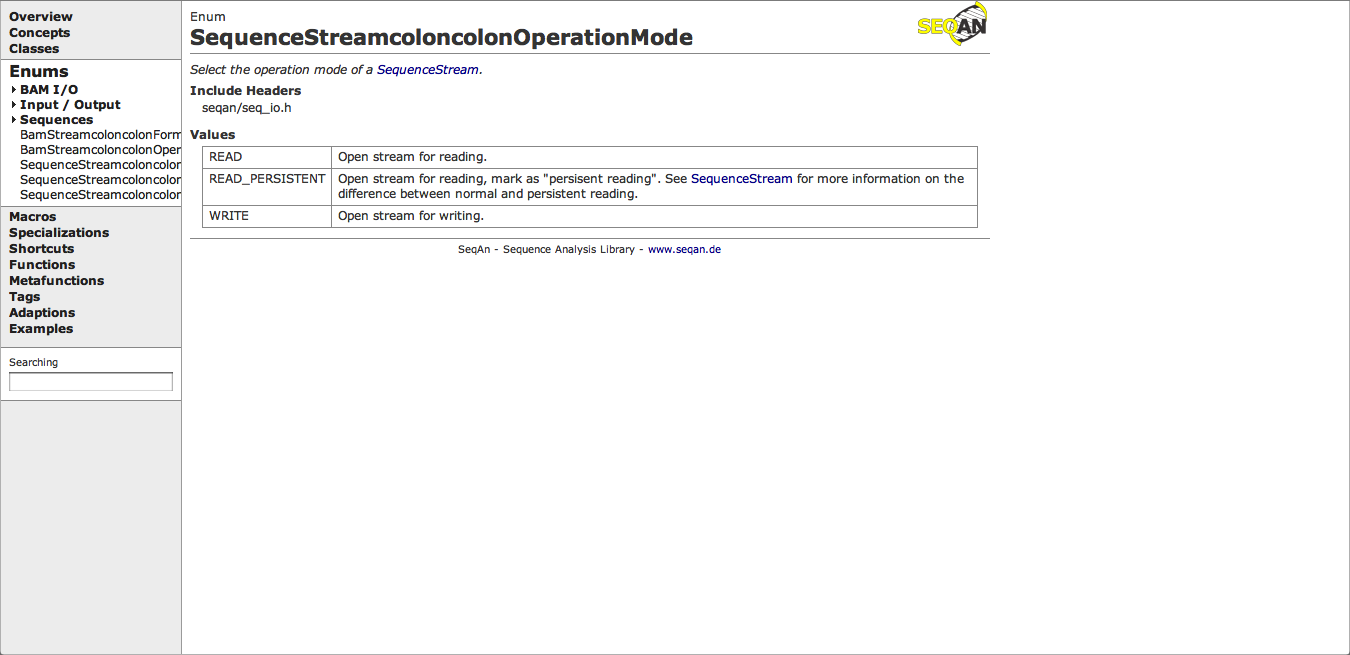 Overview
Concepts
Classes
Enums
BAM I/O
Input / Output
Sequences
BamStreamcoloncolonForm
BamStreamcoloncolonOper
SequenceStreamcoloncolor
SequenceStreamcoloncolor
SequenceStreamcoloncolor
Macros
Specializations
Shortcuts
Functions
Metafunctions
Tags
Adaptions
Examples
Searching
Enum
SEQAN
SequenceStreamcoloncolonOperationMode
Select the operation mode of a SequenceStream.
Include Headers
seqan/seq_io.h
Values
READ Open stream for reading.
READ_PERSISTENT Open stream for reading, mark as "persisent reading". See SequenceStream for more information on the
difference between normal and persistent reading.
WRITE Open stream for writing.
SeqAn - Sequence Analysis Library - www.seqan.de